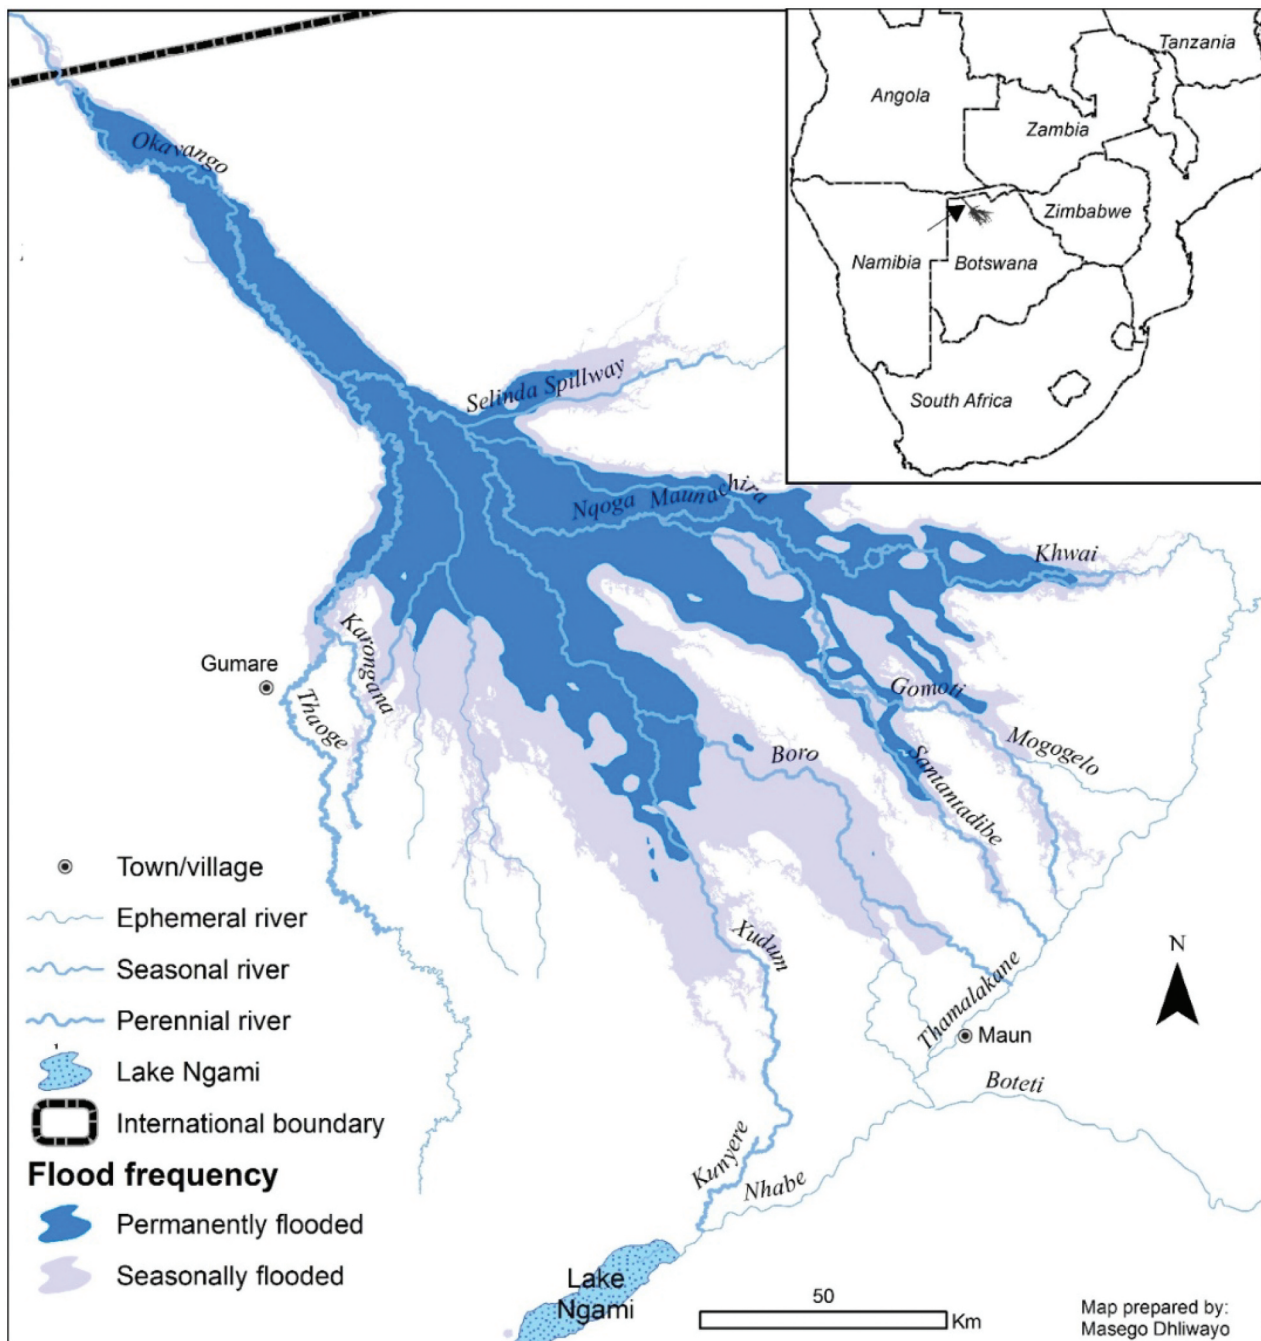 Okavango
Selinda Spillway
Nqoga Maunachira
Khwai
Gumare
Karongana
Thaoge
Gomoti
Mogogelo
Boro
Santantadibe
Xudum
Thamalakane
Maun
Boteti
Kunyere
Nhabe
Lake
Ngami
Tanzania
Angola
Zambia
Zimbabwe
Namibia
Botswana
South Africa
Town/village
Ephemeral river
Seasonal river
Perennial river
Lake Ngami
International boundary
Flood frequency
Permanently flooded
Seasonally flooded
N
50
Km
Map prepared by:
Masego Dhliwayo